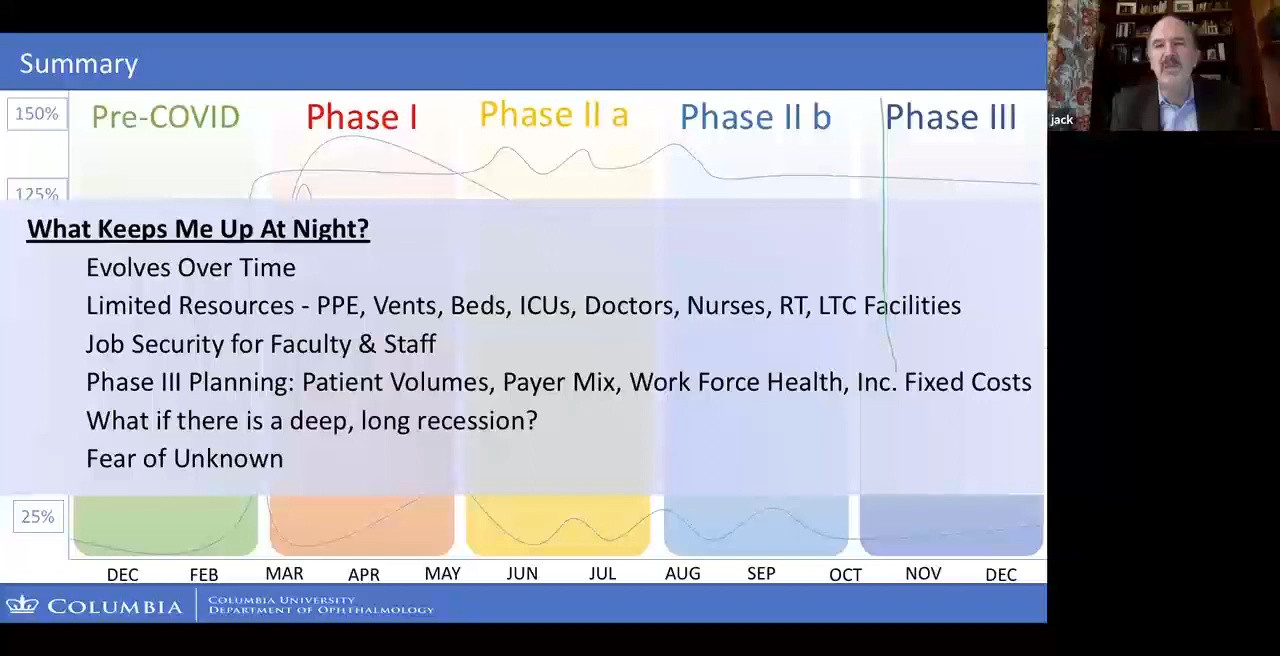 Summary
150%
Pre-COVID
Phase I
Phase II a
Phase II b
Phase III
125%
What Keeps Me Up At Night?
Evolves Over Time
Limited Resources - PPE, Vents, Beds, ICUs, Doctors, Nurses, RT, LTC Facilities
Job Security for Faculty & Staff
Phase III Planning: Patient Volumes, Payer Mix, Work Force Health, Inc. Fixed Costs
What if there is a deep, long recession?
Fear of Unknown
25%
DEC FEB MAR APR MAY JUN JUL AUG SEP OCT NOV DEC
COLUMBIA
COLUMBIA UNIVERSITY
DEPARTMENT OF OPHTHALMOLOGY
jack